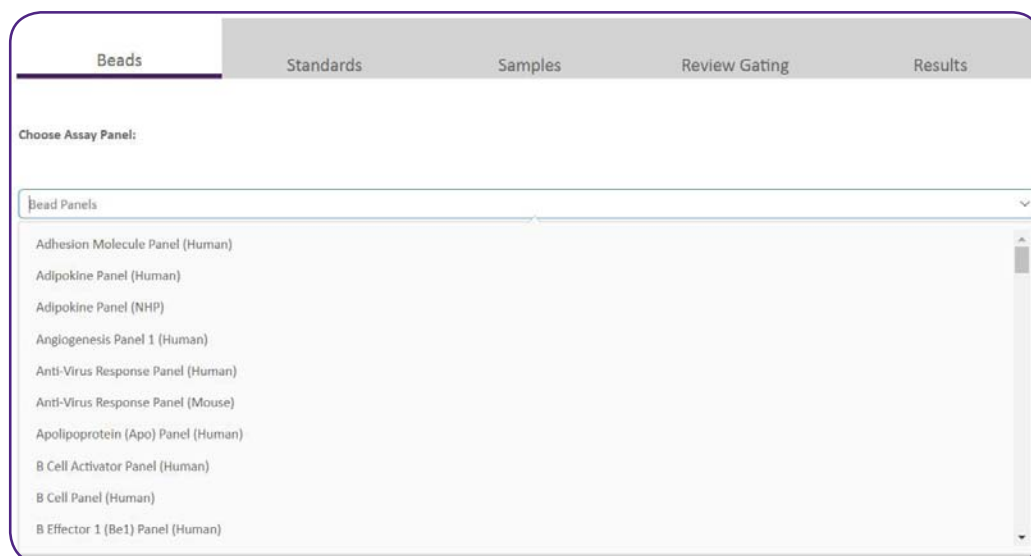 Beads Standards Samples Review Gating Results
Choose Assay Panel:
Bead Panels
Adhesion Molecule Panel (Human)
Adipokine Panel (Human)
Adipokine Panel (NHP)
Angiogenesis Panel 1 (Human)
Anti-Virus Response Panel (Human)
Anti-Virus Response Panel (Mouse)
Apolipoprotein (Apo) Panel (Human)
B Cell Activator Panel (Human)
B Cell Panel (Human)
B Effector 1 (Be1) Panel (Human)